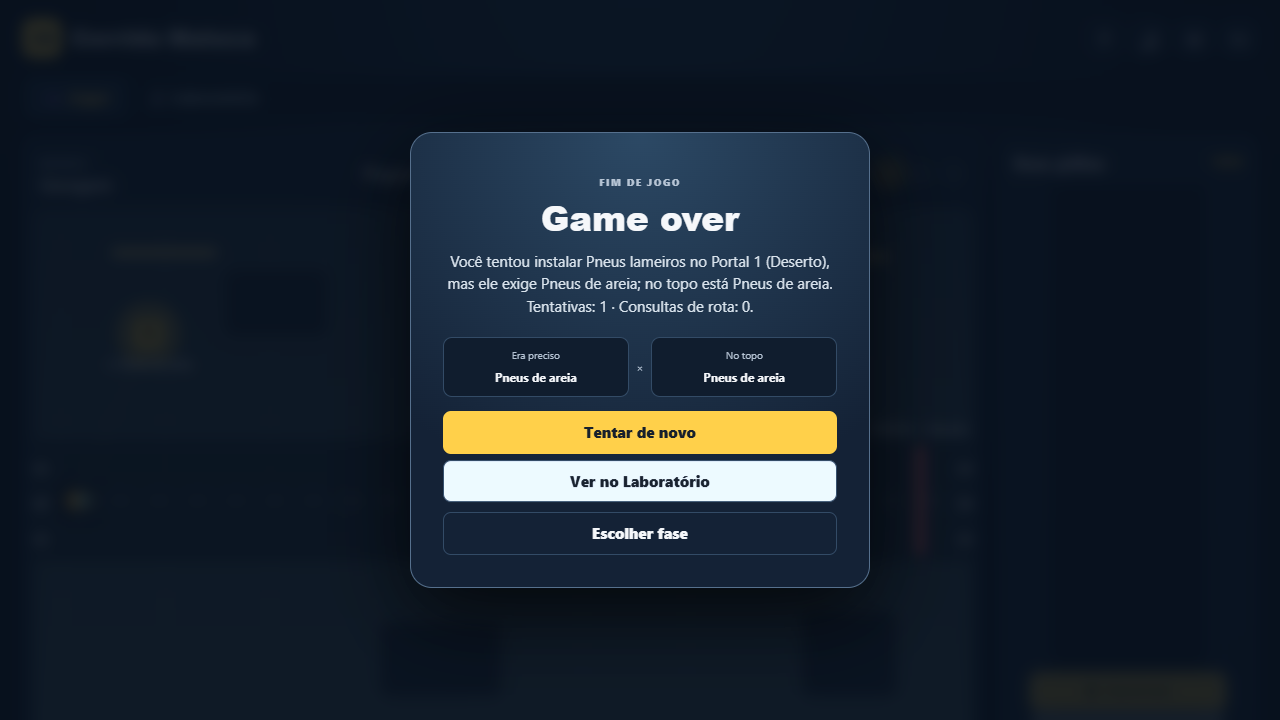 FIM DE JOGO
Game over
Você tentou instalar Pneus lameiros no Portal 1 (Deserto),
mas ele exige Pneus de areia; no topo está Pneus de areia.
Tentativas: 1 · Consultas de rota: 0.
Era preciso
Pneus de areia
×
No topo
Pneus de areia
Tentar de novo
Ver no Laboratório
Escolher fase